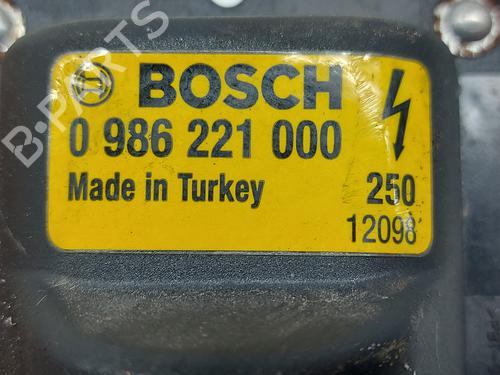 BOSCH
0 986 221 000
Made in Turkey 250
12098
B-PARTS